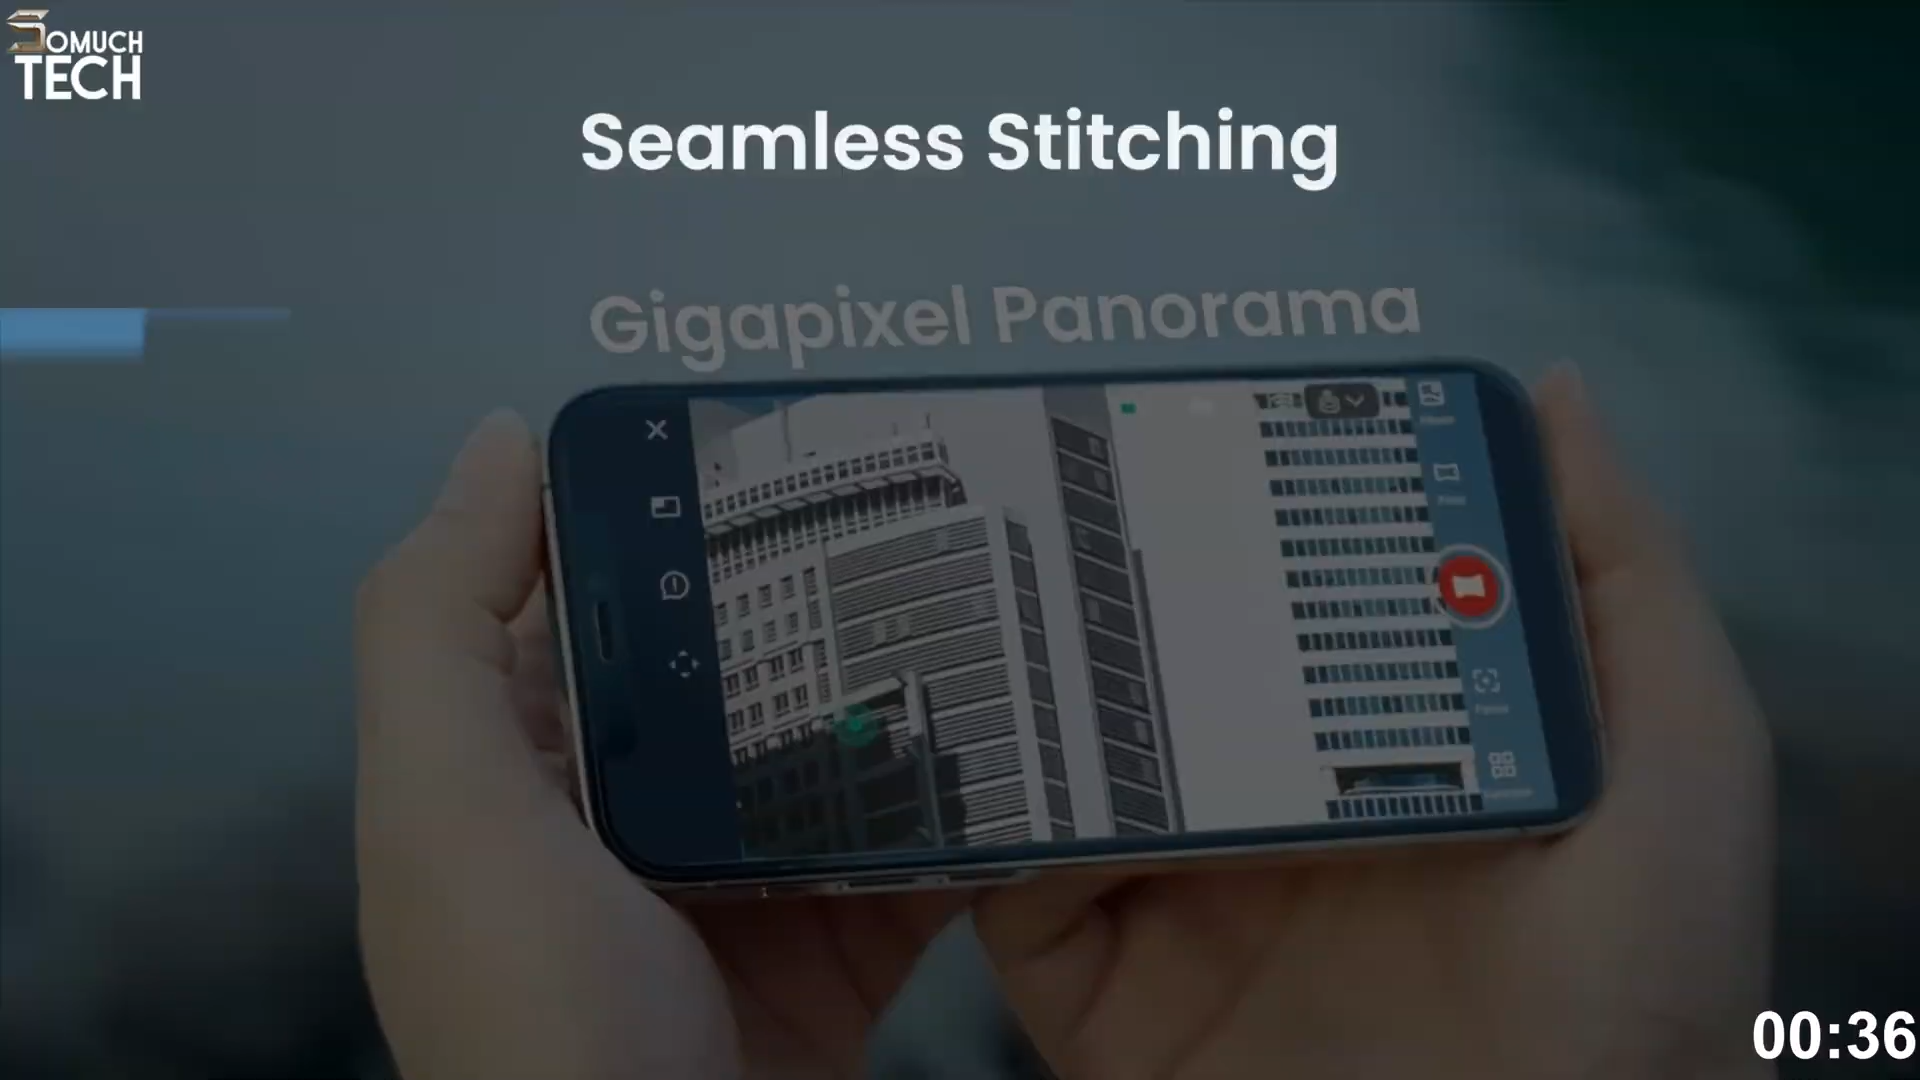 SOMUCH
TECH
Seamless Stitching
Gigapixel Panorama
00:36